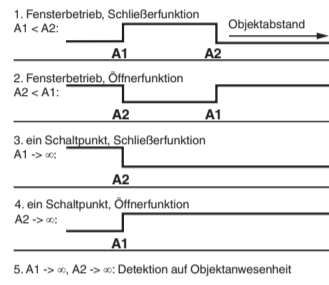 1. Fensterbetrieb, Schließerfunktion
A1 < A2:
Objektabstand
A1 A2
2. Fensterbetrieb, Öffnerfunktion
A2 < A1:
A2 A1
3. ein Schaltpunkt, Schließerfunktion
A1 -> ∞:
A2
4. ein Schaltpunkt, Öffnerfunktion
A2 -> ∞:
A1
5. A1 -> ∞, A2 -> ∞: Detektion auf Objektanwesenheit